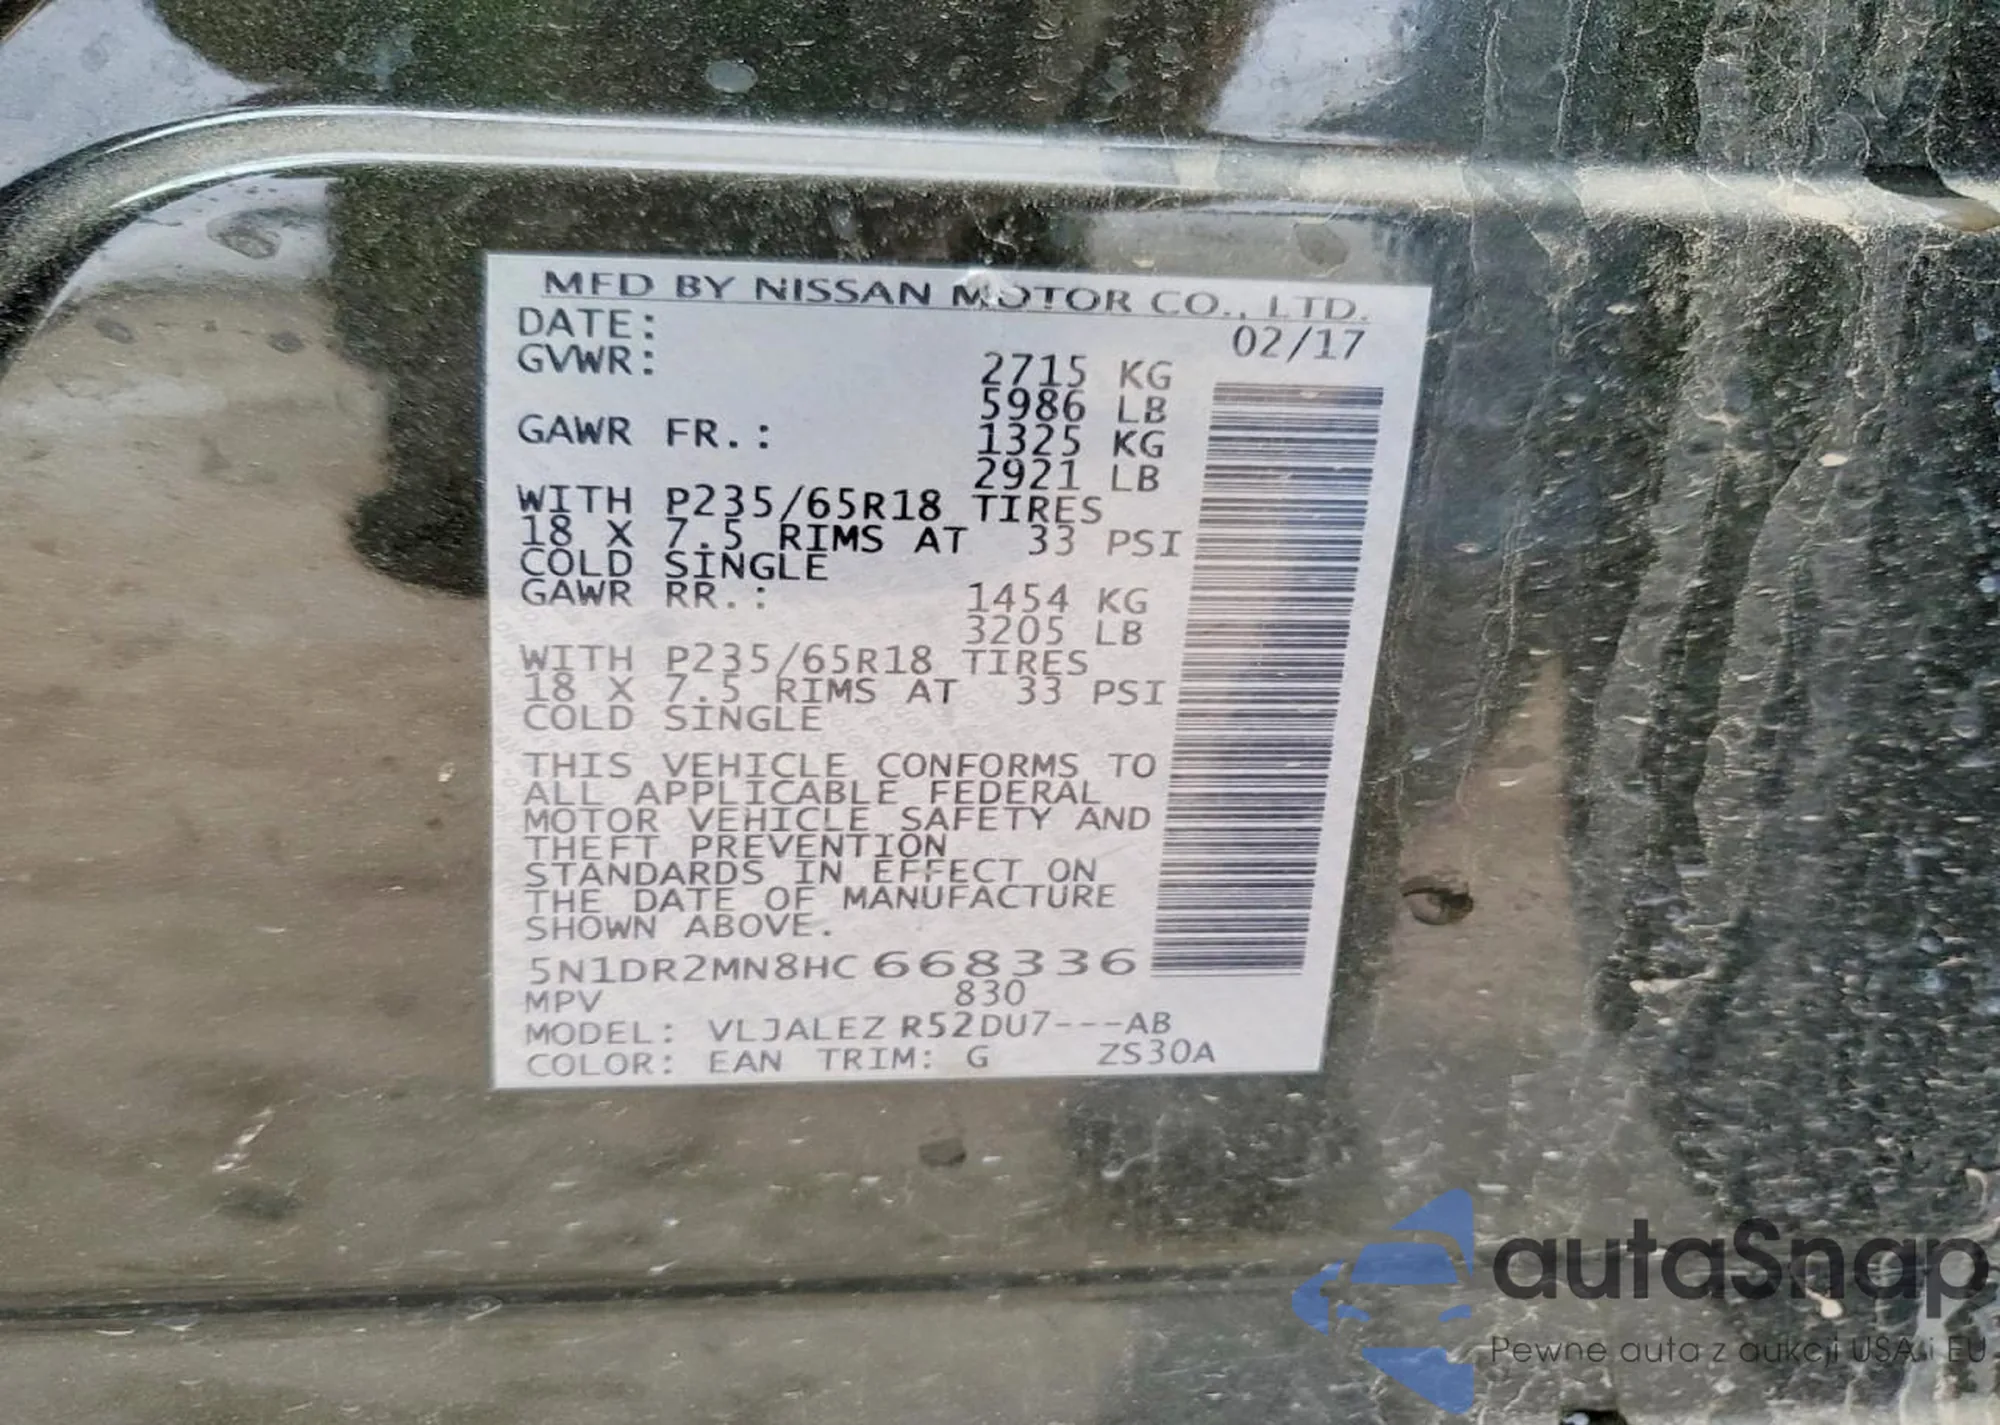 MFD BY NISSAN MOTOR CO., LTD.
DATE: 02/17
GVWR: 2715 KG
5986 LB
GAWR FR.: 1325 KG
2921 LB
WITH P235/65R18 TIRES
18 X 7.5 RIMS AT 33 PSI
COLD SINGLE
GAWR RR.: 1454 KG
3205 LB
WITH P235/65R18 TIRES
18 X 7.5 RIMS AT 33 PSI
COLD SINGLE
THIS VEHICLE CONFORMS TO
ALL APPLICABLE FEDERAL
MOTOR VEHICLE SAFETY AND
THEFT PREVENTION
STANDARDS IN EFFECT ON
THE DATE OF MANUFACTURE
SHOWN ABOVE.
5N1DR2MN8HC668336
MPV 830
MODEL: VLJALEZ R52DU7---AB
COLOR: EAN TRIM: G ZS30A
autaSnap
Pewne auta z aukcji USA i EU